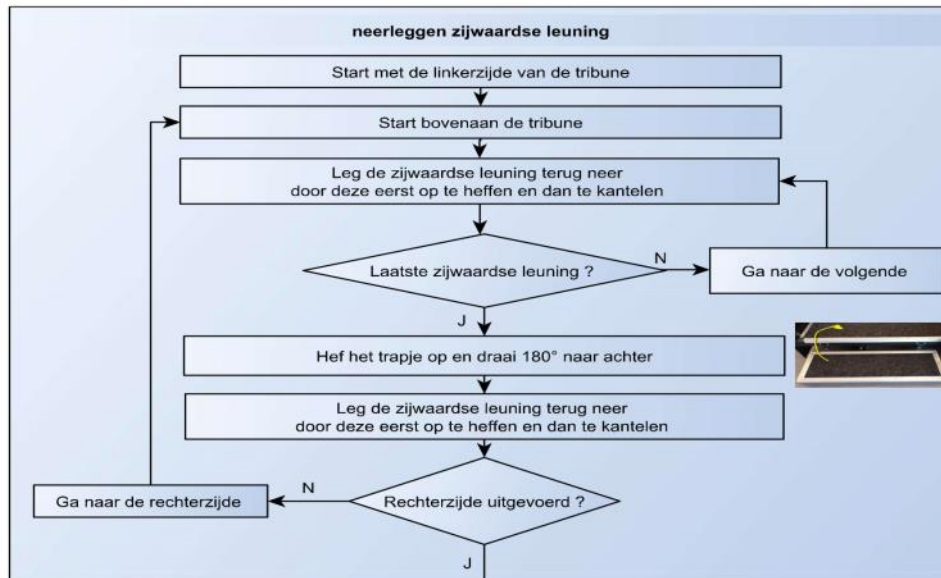 neerleggen zijwaardse leuning
Start met de linkerzijde van de tribune
Start bovenaan de tribune
Leg de zijwaardse leuning terug neer
door deze eerst op te heffen en dan te kantelen
Laatste zijwaardse leuning ?
N
Ga naar de volgende
J
Hef het trapje op en draai 180° naar achter
Leg de zijwaardse leuning terug neer
door deze eerst op te heffen en dan te kantelen
Ga naar de rechterzijde
N
Rechterzijde uitgevoerd ?
J